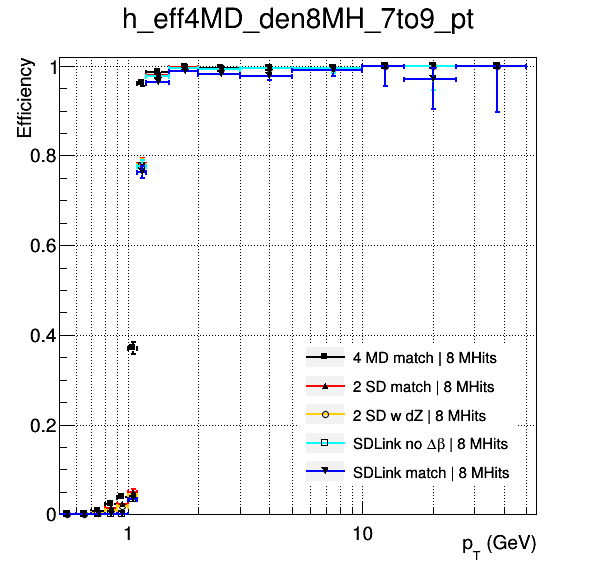 h_eff4MD_den8MH_7to9_pt
Efficiency
1
0.8
0.6
0.4
0.2
0
4 MD match | 8 MHits
2 SD match | 8 MHits
2 SD w dZ | 8 MHits
SDLink no Δβ | 8 MHits
SDLink match | 8 MHits
1
10
p_T (GeV)